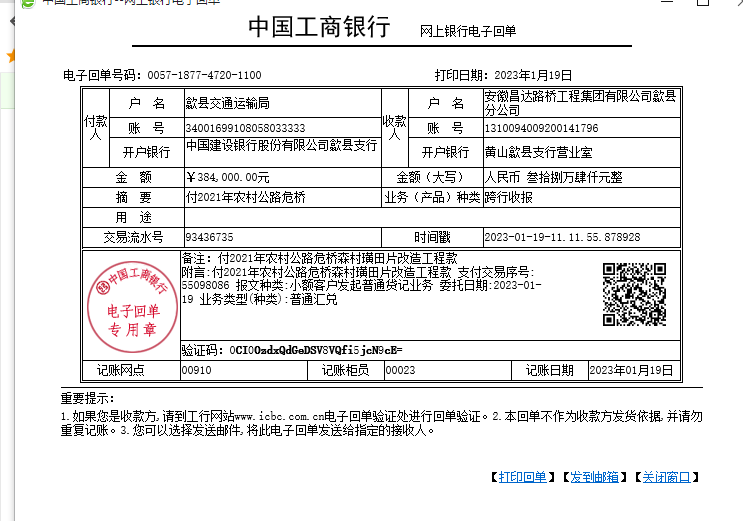 中国工商银行--网上银行电子回单
中国工商银行 网上银行电子回单
电子回单号码：0057-1877-4720-1100 打印日期：2023年1月19日
付款人 户 名 歙县交通运输局 收款人 户 名 安徽昌达路桥工程集团有限公司歙县分公司
账 号 34001699108058033333 账 号 1310094009200141796
开户银行 中国建设银行股份有限公司歙县支行 开户银行 黄山歙县支行营业室
金 额 ￥384,000.00元 金额（大写） 人民币 叁拾捌万肆仟元整
摘 要 付2021年农村公路危桥 业务（产品）种类 跨行收报
用 途
交易流水号 93436735 时间戳 2023-01-19-11.11.55.878928
中国工商银行
电子回单
专用章
备注：付2021年农村公路危桥森村璜田片改造工程款
附言:付2021年农村公路危桥森村璜田片改造工程款 支付交易序号:
55098086 报文种类:小额客户发起普通贷记业务 委托日期:2023-01-
19 业务类型(种类):普通汇兑
验证码：0CI0OzdxQdGeDSV8VQfi5jcN9cE=
记账网点 00910 记账柜员 00023 记账日期 2023年01月19日
重要提示：
1.如果您是收款方,请到工行网站www.icbc.com.cn电子回单验证处进行回单验证。2.本回单不作为收款方发货依据,并请勿
重复记账。3.您可以选择发送邮件,将此电子回单发送给指定的接收人。
【打印回单】【发到邮箱】【关闭窗口】